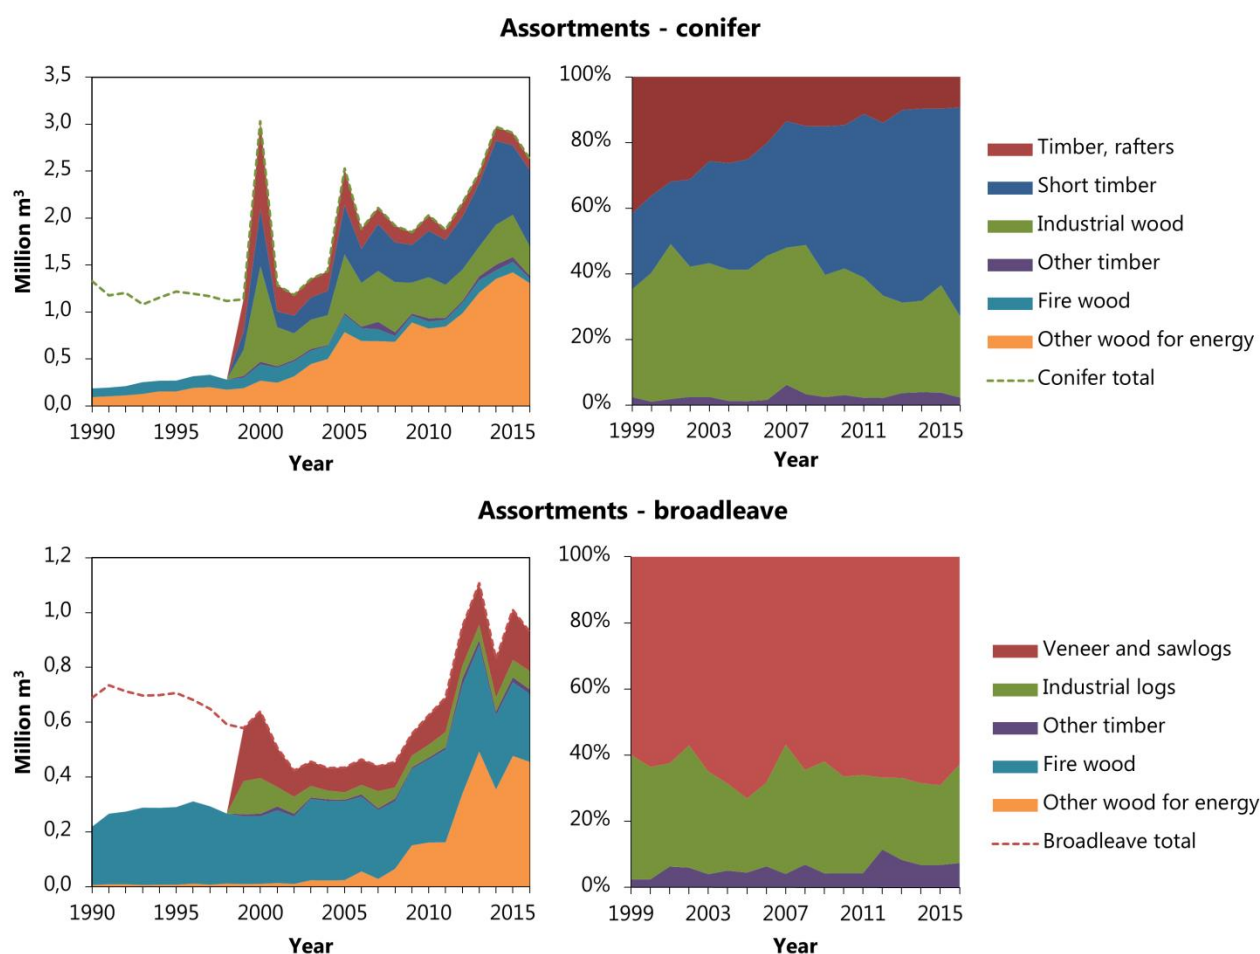 Assortments - conifer
3,5
3,0
2,5
2,0
1,5
1,0
0,5
0,0
Million m³
1990 1995 2000 2005 2010 2015
Year
100%
80%
60%
40%
20%
0%
1999 2003 2007 2011 2015
Year
Timber, rafters
Short timber
Industrial wood
Other timber
Fire wood
Other wood for energy
Conifer total
Assortments - broadleave
1,2
1,0
0,8
0,6
0,4
0,2
0,0
Million m³
1990 1995 2000 2005 2010 2015
Year
100%
80%
60%
40%
20%
0%
1999 2003 2007 2011 2015
Year
Veneer and sawlogs
Industrial logs
Other timber
Fire wood
Other wood for energy
Broadleave total